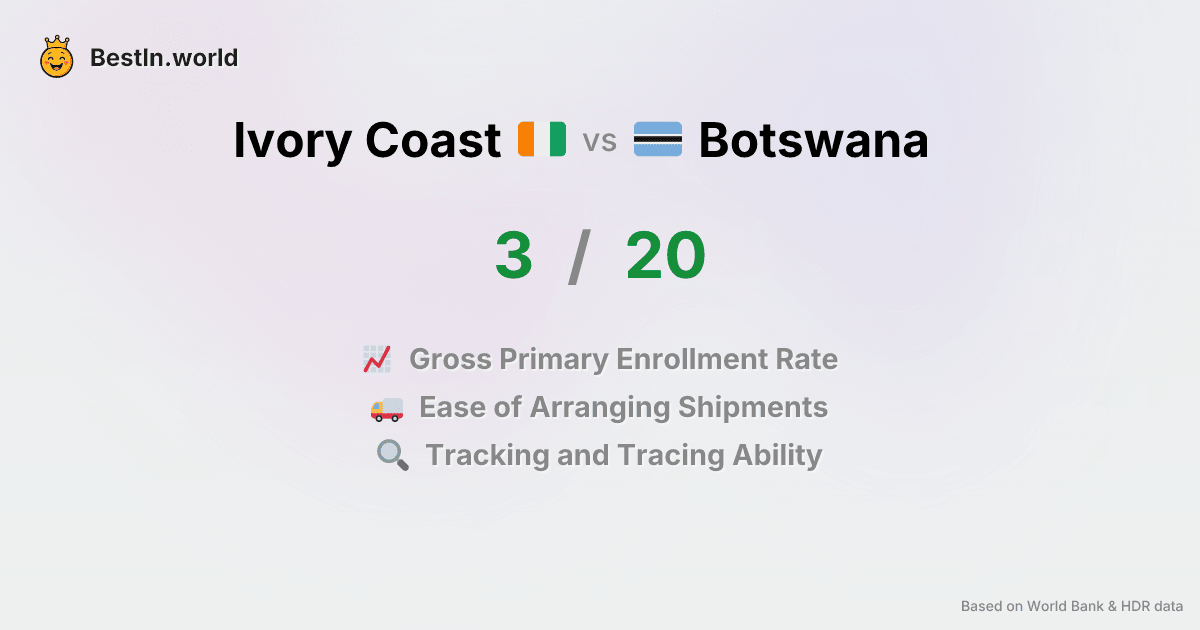 BestIn.world
Ivory Coast vs Botswana
3 / 20
Gross Primary Enrollment Rate
Ease of Arranging Shipments
Tracking and Tracing Ability
Based on World Bank & HDR data